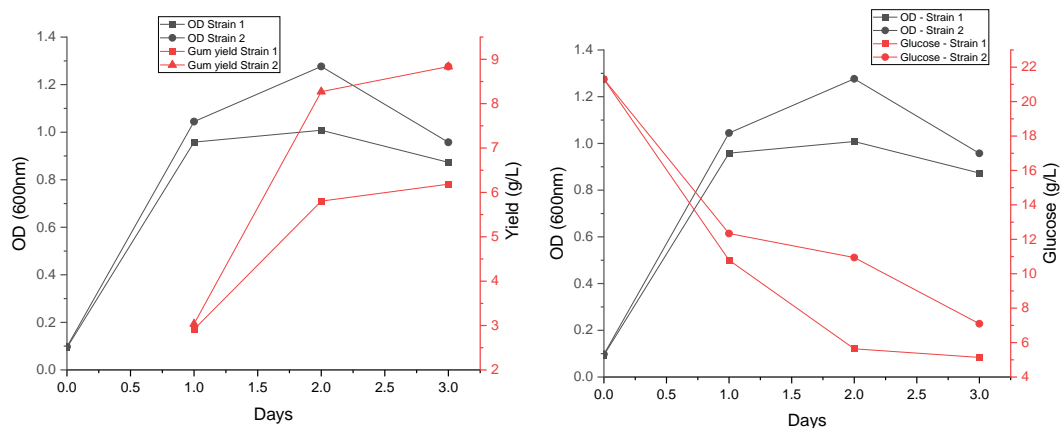 OD Strain 1
OD Strain 2
Gum yield Strain 1
Gum yield Strain 2
1.4
1.2
1.0
0.8
0.6
0.4
0.2
0.0
OD (600nm)
9
8
7
6
5
4
3
2
Yield (g/L)
0.0 0.5 1.0 1.5 2.0 2.5 3.0
Days
OD - Strain 1
OD - Strain 2
Glucose - Strain 1
Glucose - Strain 2
1.4
1.2
1.0
0.8
0.6
0.4
0.2
0.0
OD (600nm)
22
20
18
16
14
12
10
8
6
4
Glucose (g/L)
0.0 0.5 1.0 1.5 2.0 2.5 3.0
Days